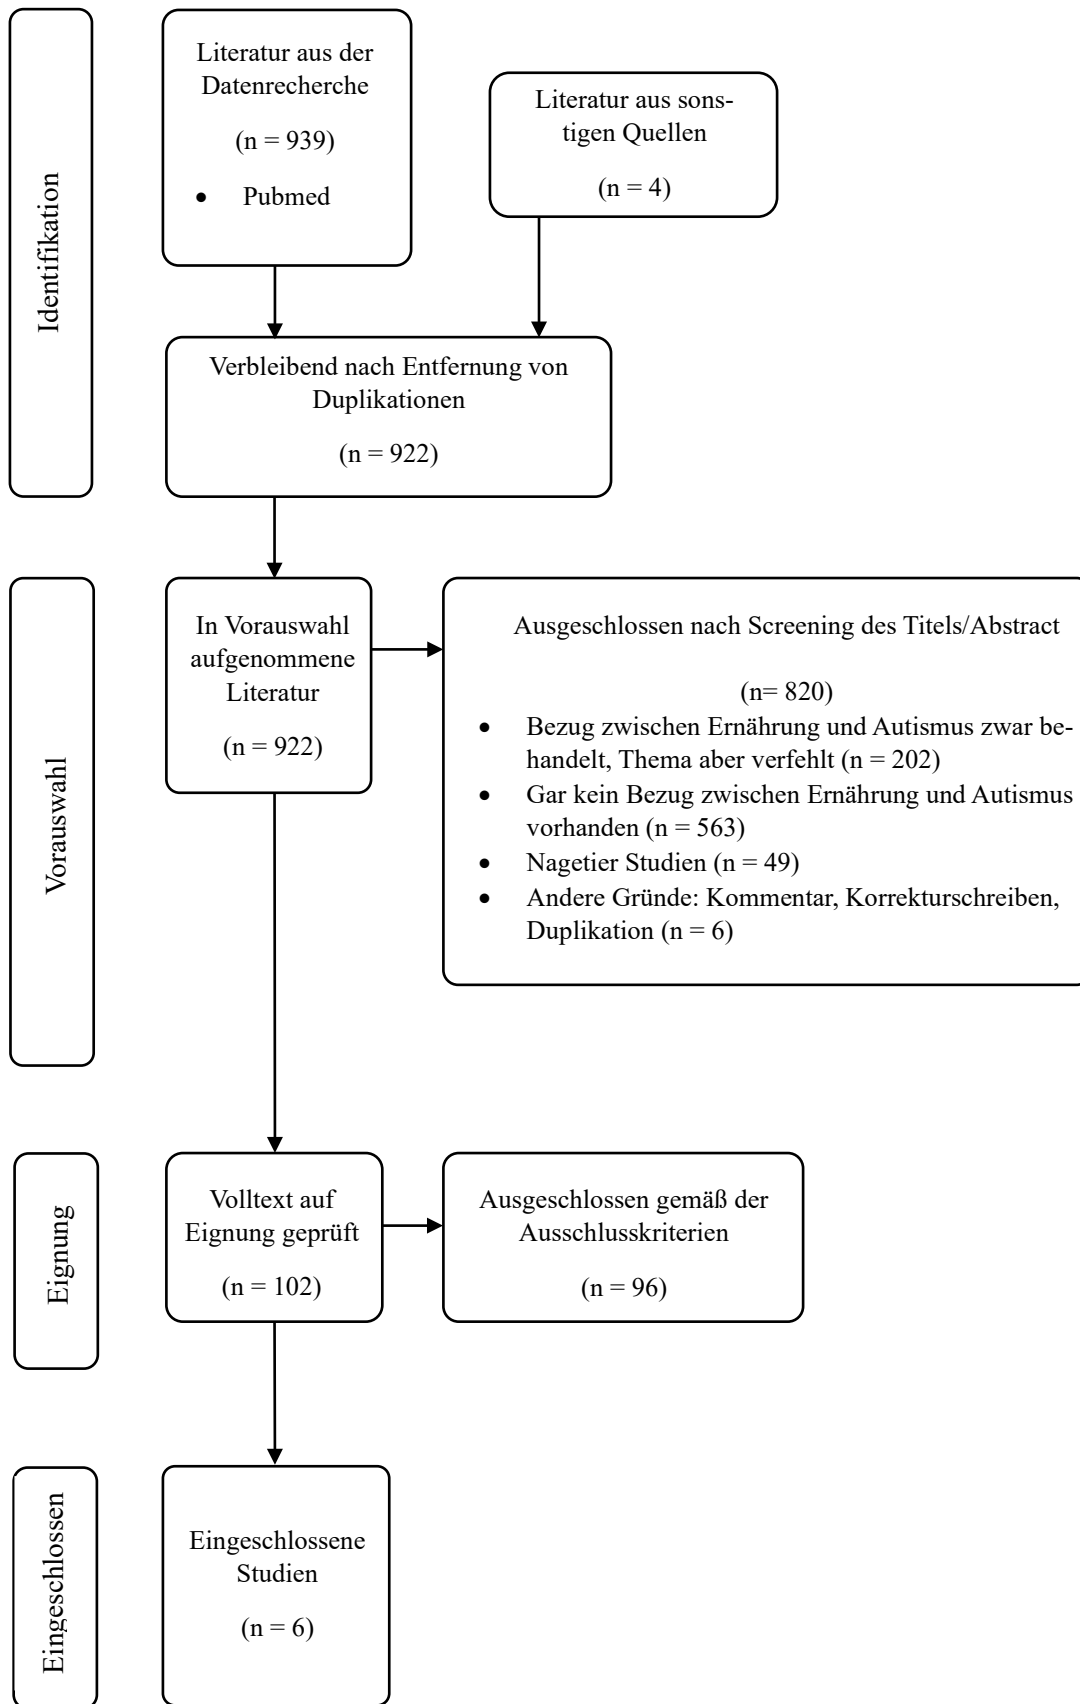 Identifikation
Literatur aus der
Datenrecherche
(n = 939)
• Pubmed
Literatur aus sons-
tigen Quellen
(n = 4)
Verbleibend nach Entfernung von
Duplikationen
(n = 922)
Vorauswahl
In Vorauswahl
aufgenommene
Literatur
(n = 922)
Ausgeschlossen nach Screening des Titels/Abstract
(n= 820)
• Bezug zwischen Ernährung und Autismus zwar be-
handelt, Thema aber verfehlt (n = 202)
• Gar kein Bezug zwischen Ernährung und Autismus
vorhanden (n = 563)
• Nagetier Studien (n = 49)
• Andere Gründe: Kommentar, Korrekturschreiben,
Duplikation (n = 6)
Eignung
Volltext auf
Eignung geprüft
(n = 102)
Ausgeschlossen gemäß der
Ausschlusskriterien
(n = 96)
Eingeschlossen
Eingeschlossene
Studien
(n = 6)